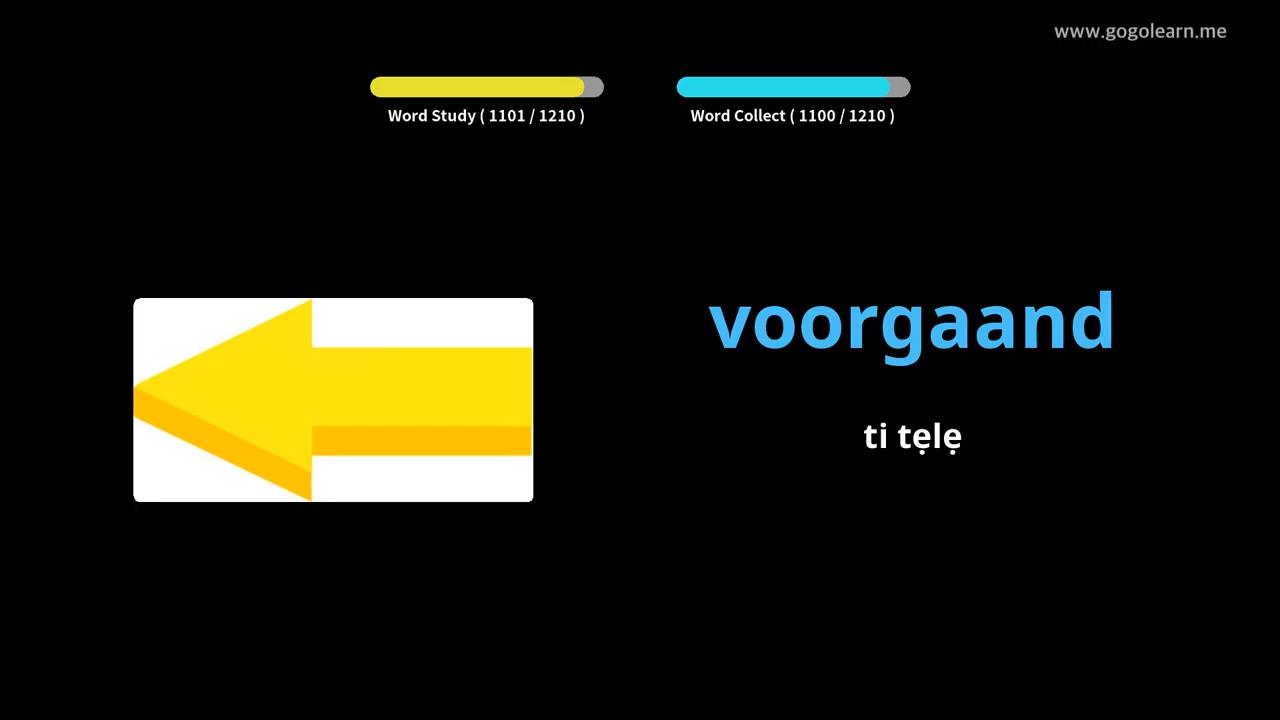 www.gogolearn.me
Word Study ( 1101 / 1210 )
Word Collect ( 1100 / 1210 )
voorgaand
ti tẹlẹ